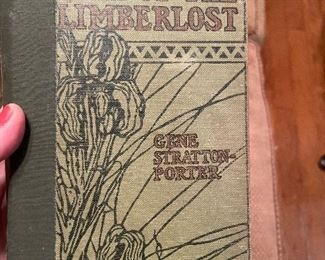 LIMBERLOST
GENE
STRATTON-
PORTER